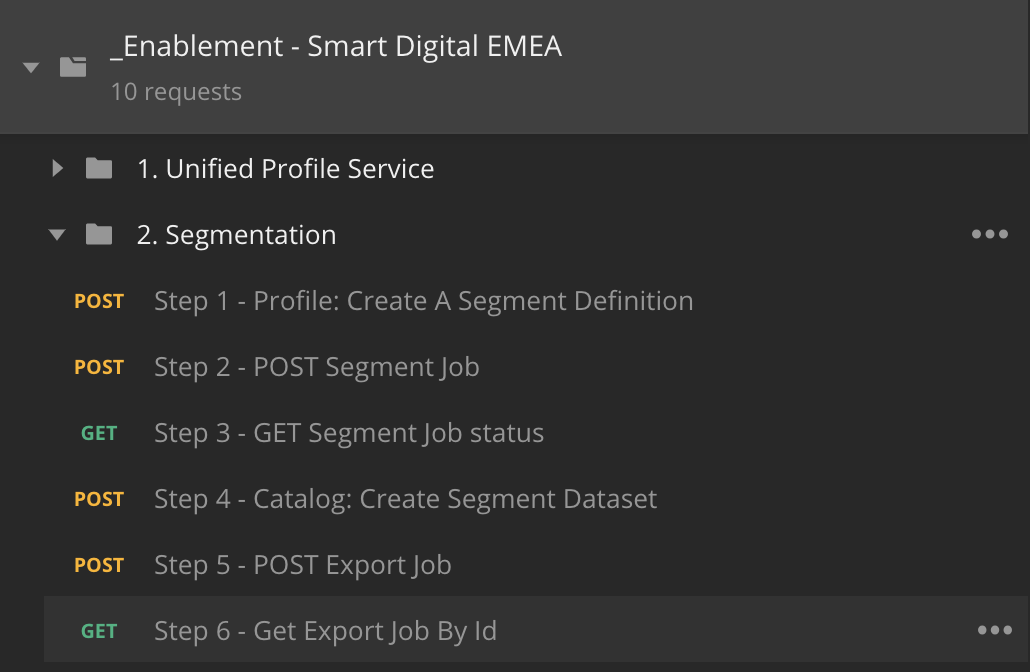 _Enablement - Smart Digital EMEA
10 requests
1. Unified Profile Service
2. Segmentation
POST Step 1 - Profile: Create A Segment Definition
POST Step 2 - POST Segment Job
GET Step 3 - GET Segment Job status
POST Step 4 - Catalog: Create Segment Dataset
POST Step 5 - POST Export Job
GET Step 6 - Get Export Job By Id